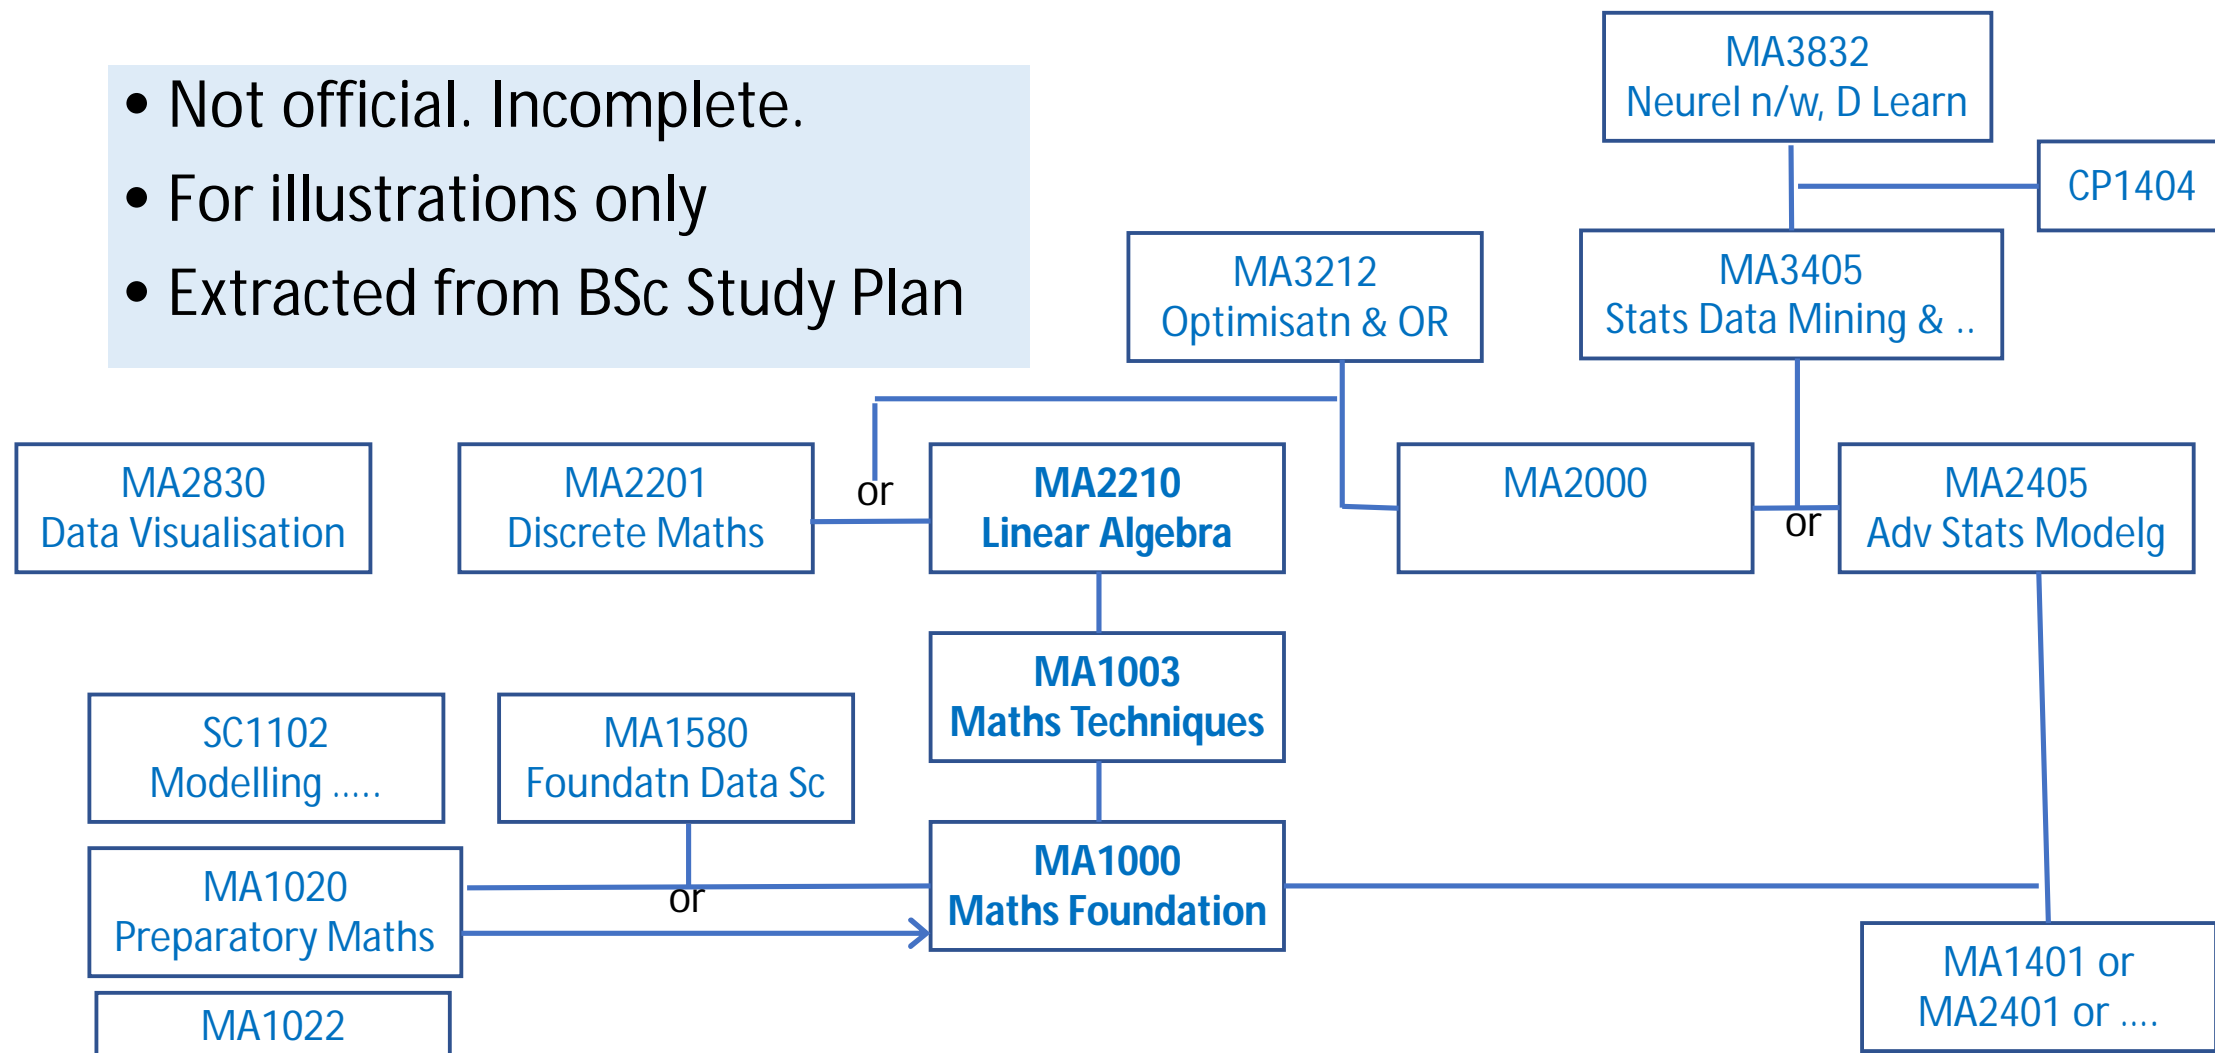 • Not official. Incomplete.
• For illustrations only
• Extracted from BSc Study Plan
MA3832
Neurel n/w, D Learn
CP1404
MA3212
Optimisatn & OR
MA3405
Stats Data Mining & ..
MA2830
Data Visualisation
MA2201
Discrete Maths
or
MA2210
Linear Algebra
MA2000
or
MA2405
Adv Stats Modelg
MA1003
Maths Techniques
SC1102
Modelling .....
MA1580
Foundatn Data Sc
MA1020
Preparatory Maths
or
MA1000
Maths Foundation
MA1401 or
MA2401 or ....
MA1022